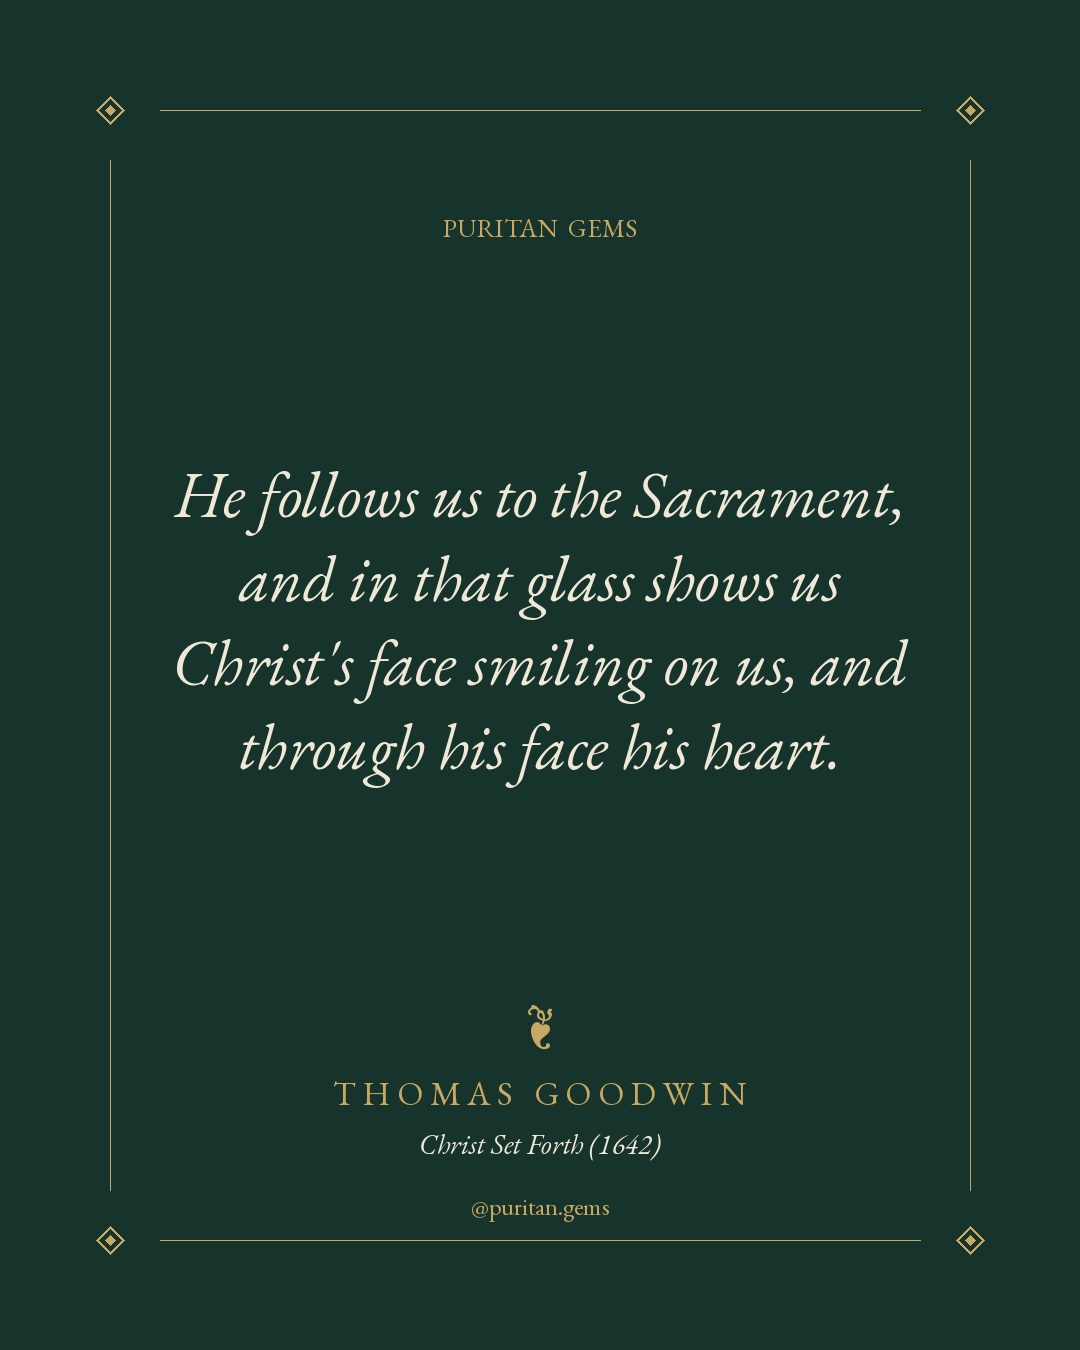 PURITAN GEMS
He follows us to the Sacrament,
and in that glass shows us
Christ's face smiling on us, and
through his face his heart.
THOMAS GOODWIN
Christ Set Forth (1642)
@puritan.gems